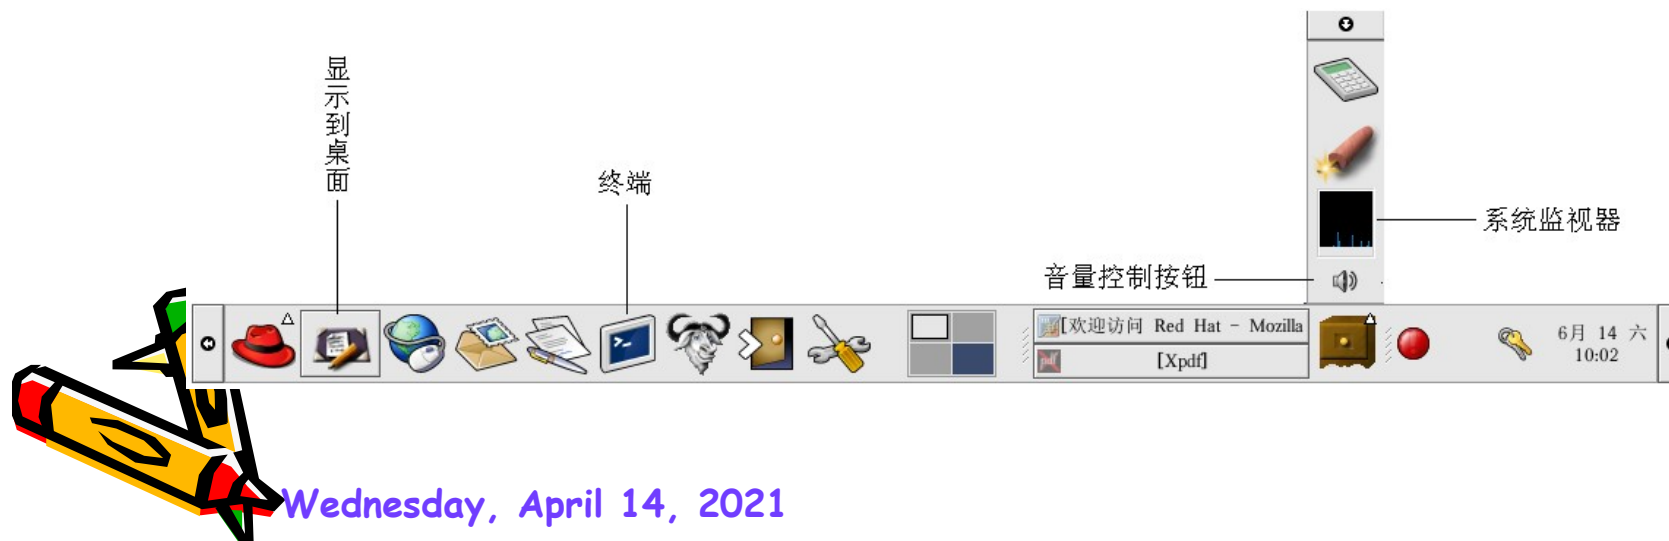 显示到桌面
终端
系统监视器
音量控制按钮
[欢迎访问 Red Hat - Mozilla
[Xpdf]
6月 14 六
10:02
Wednesday, April 14, 2021